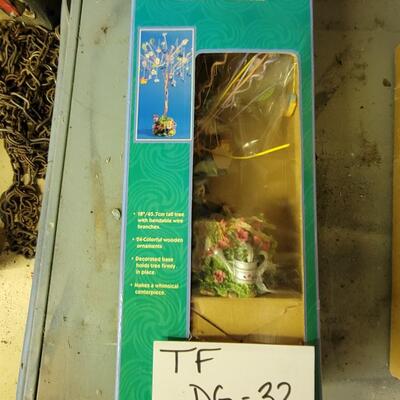 • 18"/45.7cm tall tree
with bendable wire
branches.
• 24-Colorful wooden
ornaments
• Decorated base
holds tree firmly
in place.
• Makes a whimsical
centerpiece.
TF
DG-32